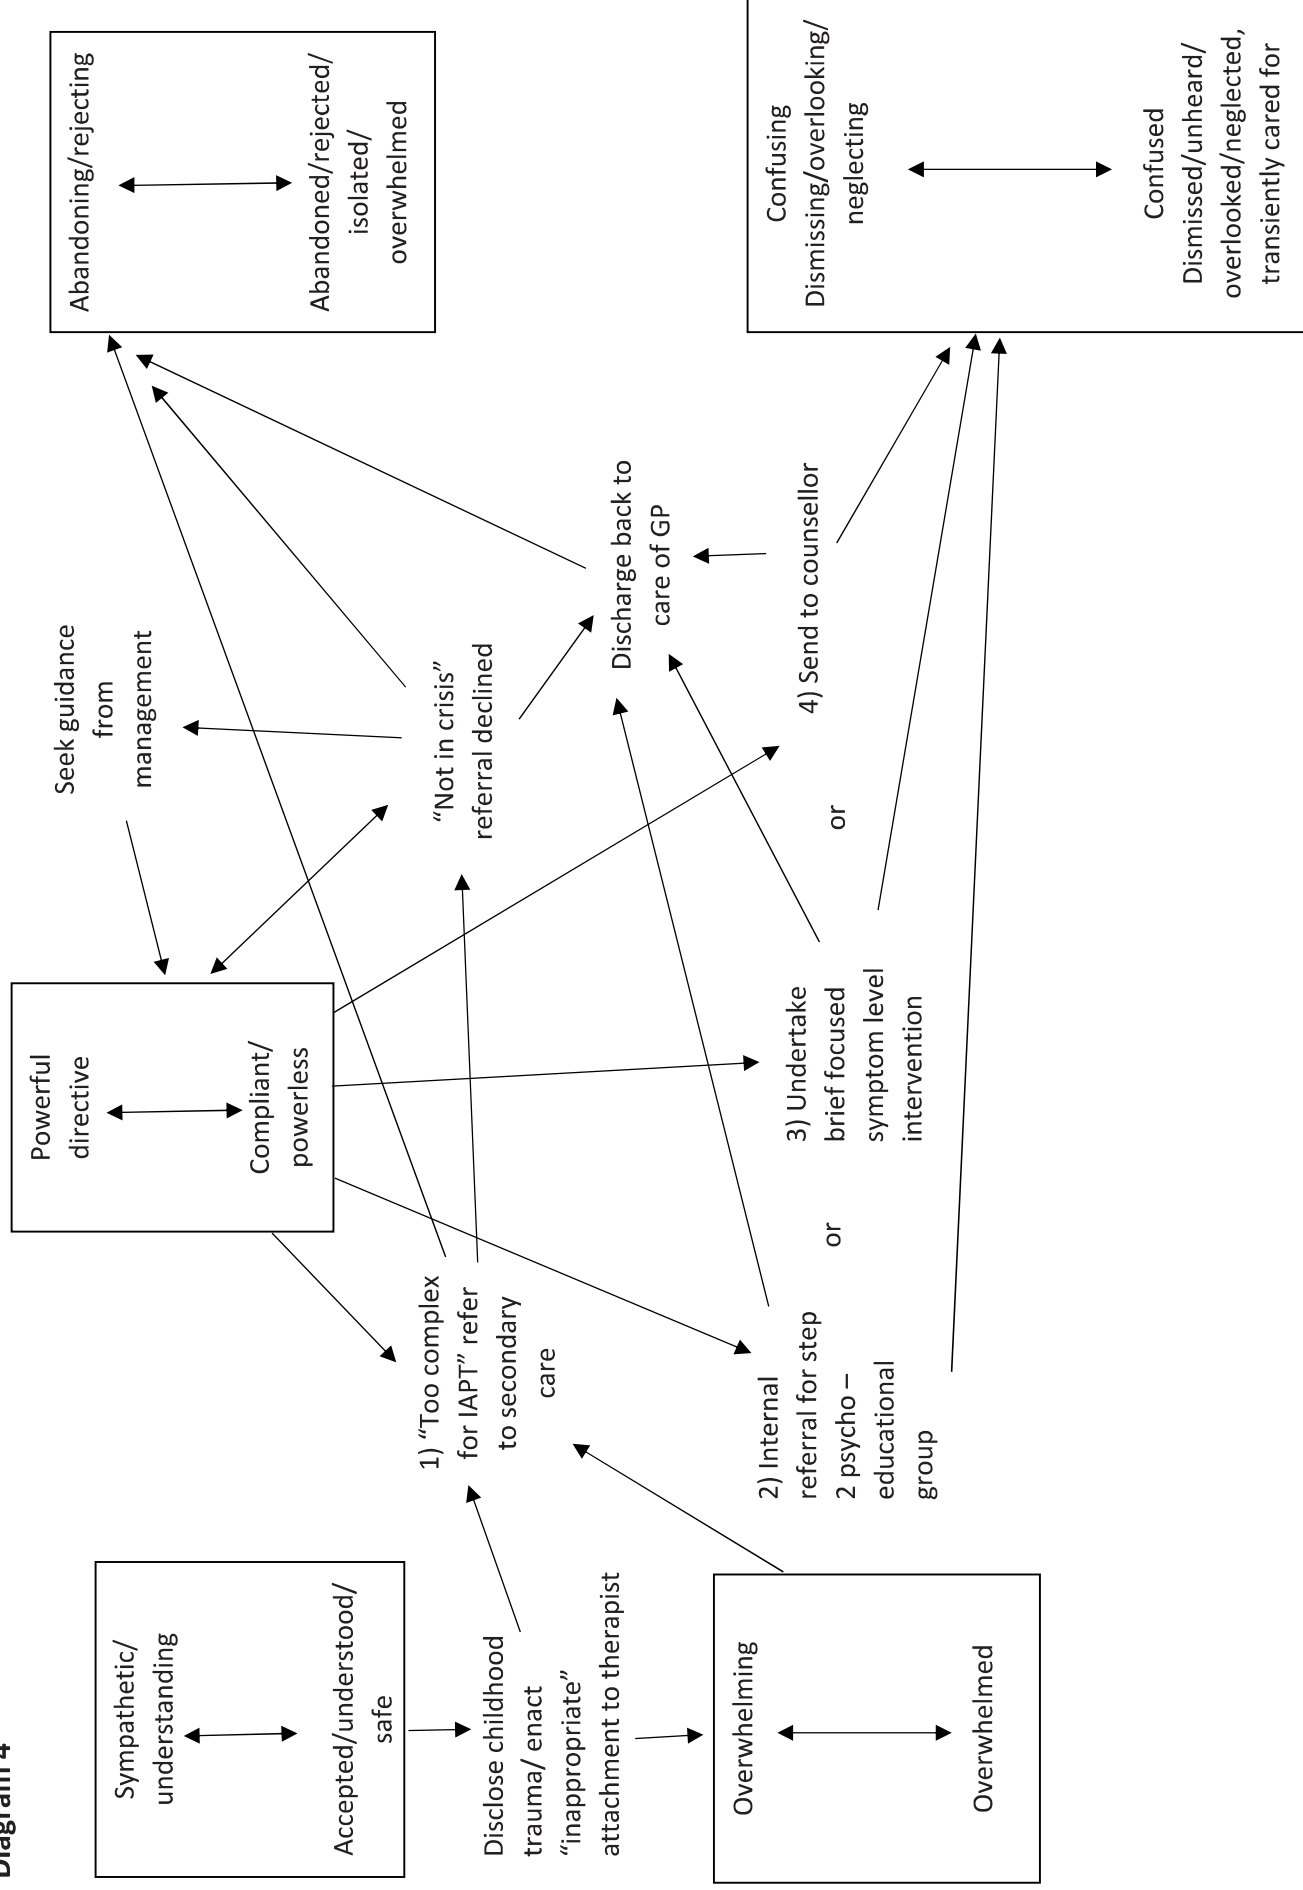 Diagram 4
Sympathetic/
understanding
Accepted/understood/
safe
Disclose childhood
trauma/ enact
“inappropriate”
attachment to therapist
Overwhelming
Overwhelmed
Powerful
directive
Compliant/
powerless
1) “Too complex
for IAPT” refer
to secondary
care
2) Internal
referral for step
2 psycho –
educational
group
or
3) Undertake
brief focused
symptom level
intervention
or
4) Send to counsellor
Seek guidance
from
management
“Not in crisis”
referral declined
Discharge back to
care of GP
Abandoning/rejecting
Abandoned/rejected/
isolated/
overwhelmed
Confusing
Dismissing/overlooking/
neglecting
Confused
Dismissed/unheard/
overlooked/neglected,
transiently cared for